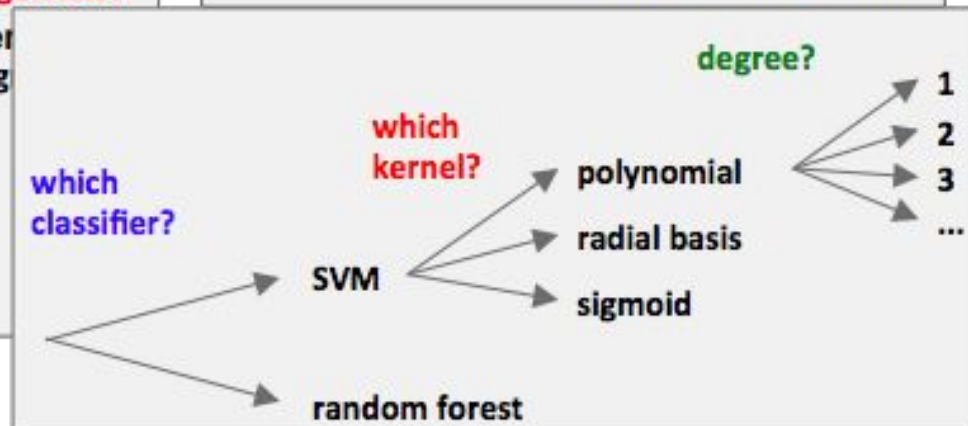 degree?
1
which
kernel?
2
polynomial
3
which
classifier?
...
radial basis
SVM
sigmoid
random forest